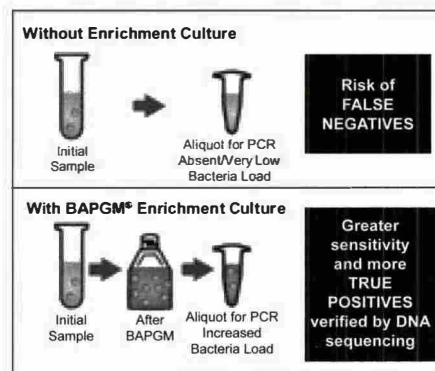 Without Enrichment Culture
Initial
Sample
Aliquot for PCR
Absent/Very Low
Bacteria Load
Risk of
FALSE
NEGATIVES
With BAPGM® Enrichment Culture
Initial
Sample
After
BAPGM
Aliquot for PCR
Increased
Bacteria Load
Greater
sensitivity
and more
TRUE
POSITIVES
verified by DNA
sequencing